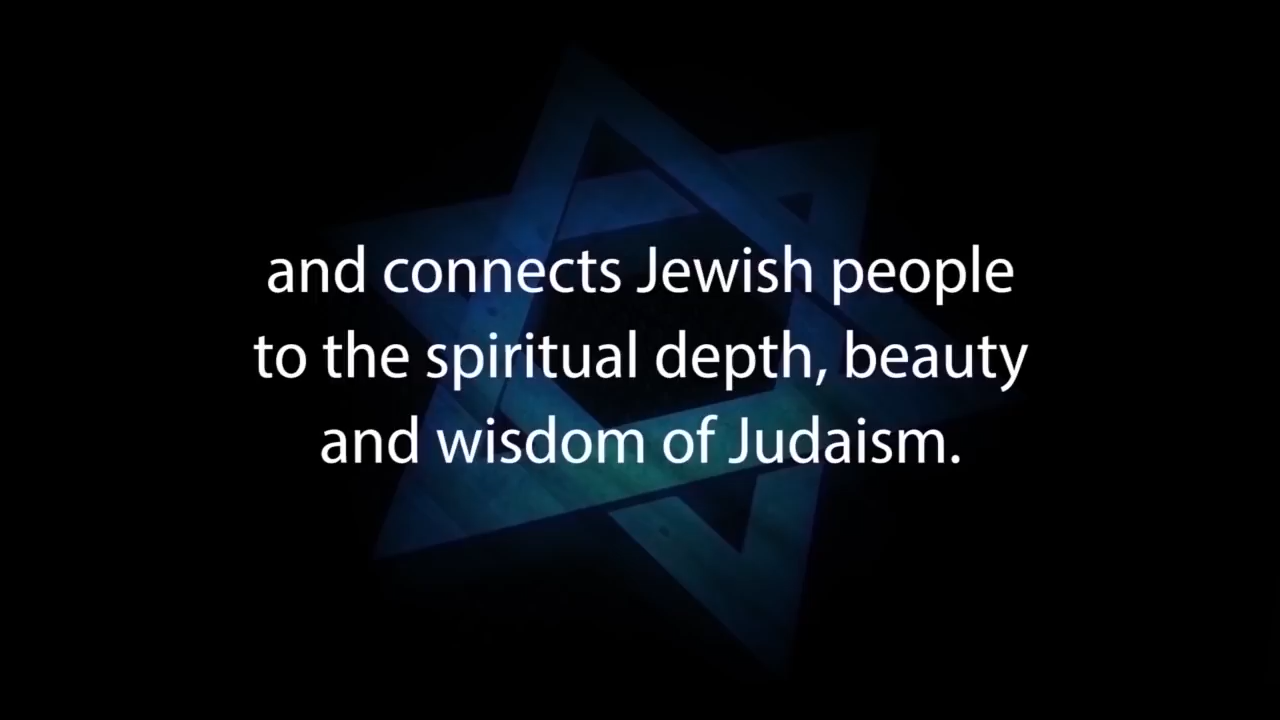 and connects Jewish people
to the spiritual depth, beauty
and wisdom of Judaism.